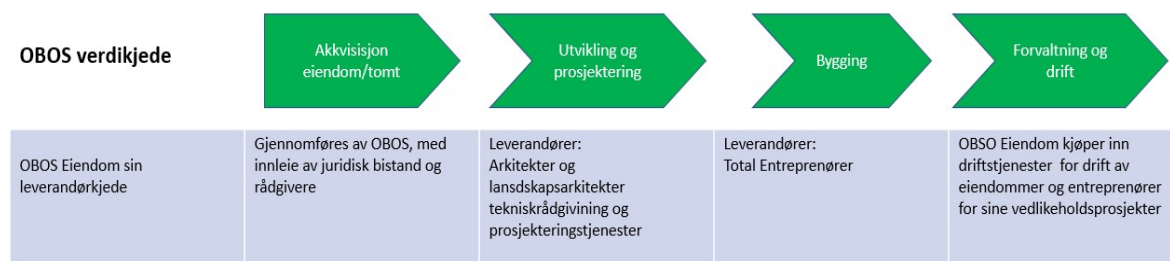 OBOS verdikjede
Akkvisisjon
eiendom/tomt
Utvikling og
prosjektering
Bygging
Forvaltning og
drift
OBOS Eiendom sin
leverandørkjede
Gjennomføres av OBOS, med
innleie av juridisk bistand og
rådgivere
Leverandører:
Arkitekter og
lansdskapsarkitekter
tekniskrådgivining og
prosjekteringstjenester
Leverandører:
Total Entreprenører
OBSO Eiendom kjøper inn
driftstjenester for drift av
eiendommer og entreprenører
for sine vedlikeholdsprosjekter